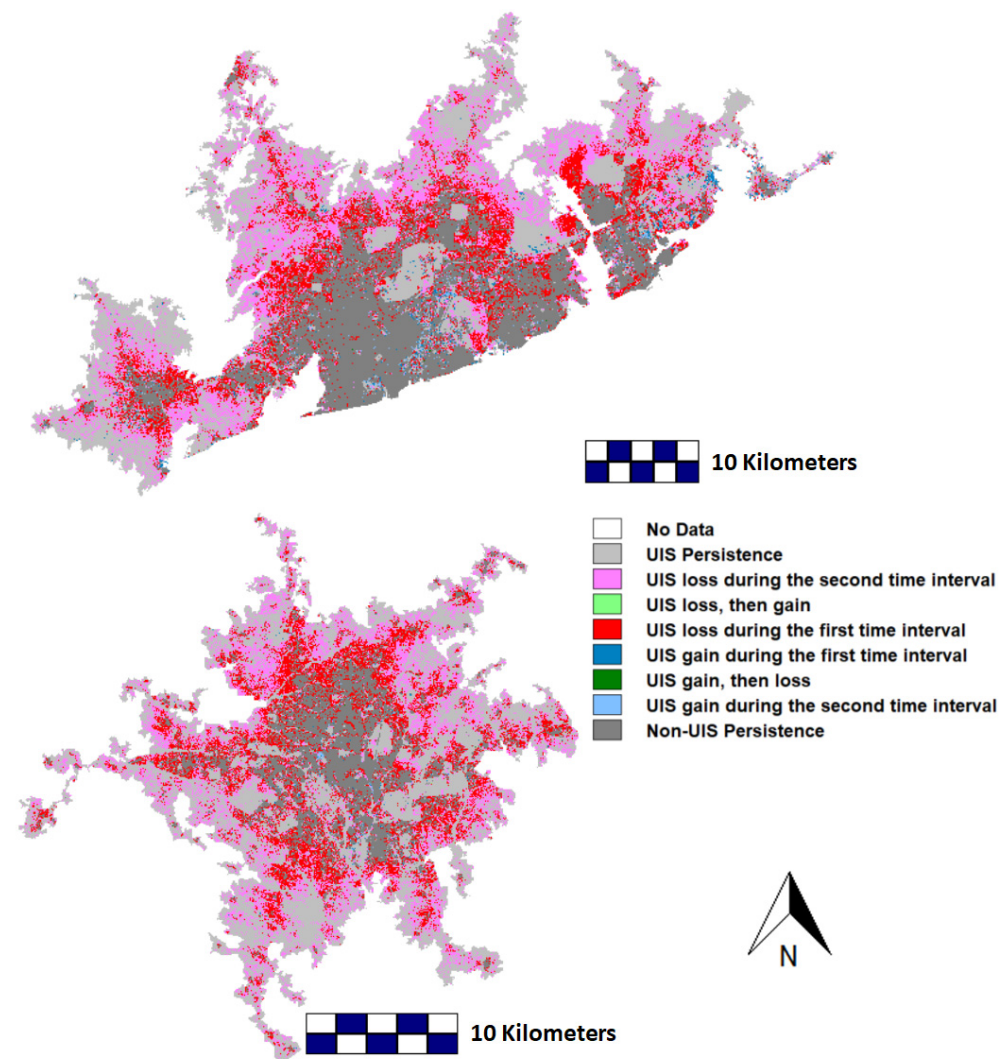 10 Kilometers
No Data
UIS Persistence
UIS loss during the second time interval
UIS loss, then gain
UIS loss during the first time interval
UIS gain during the first time interval
UIS gain, then loss
UIS gain during the second time interval
Non-UIS Persistence
N
10 Kilometers